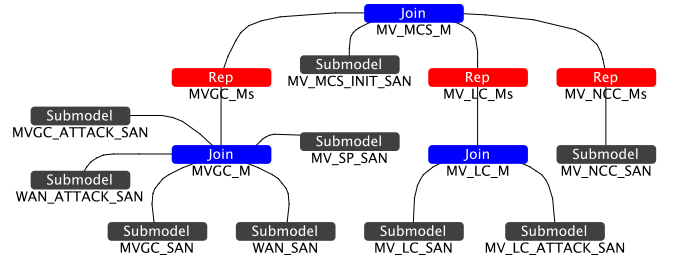 Join
MV_MCS_M
Submodel
MV_MCS_INIT_SAN
Rep
MVGC_Ms
Rep
MV_LC_Ms
Rep
MV_NCC_Ms
Submodel
MVGC_ATTACK_SAN
Submodel
MV_SP_SAN
Join
MVGC_M
Join
MV_LC_M
Submodel
MV_NCC_SAN
Submodel
WAN_ATTACK_SAN
Submodel
MVGC_SAN
Submodel
WAN_SAN
Submodel
MV_LC_SAN
Submodel
MV_LC_ATTACK_SAN